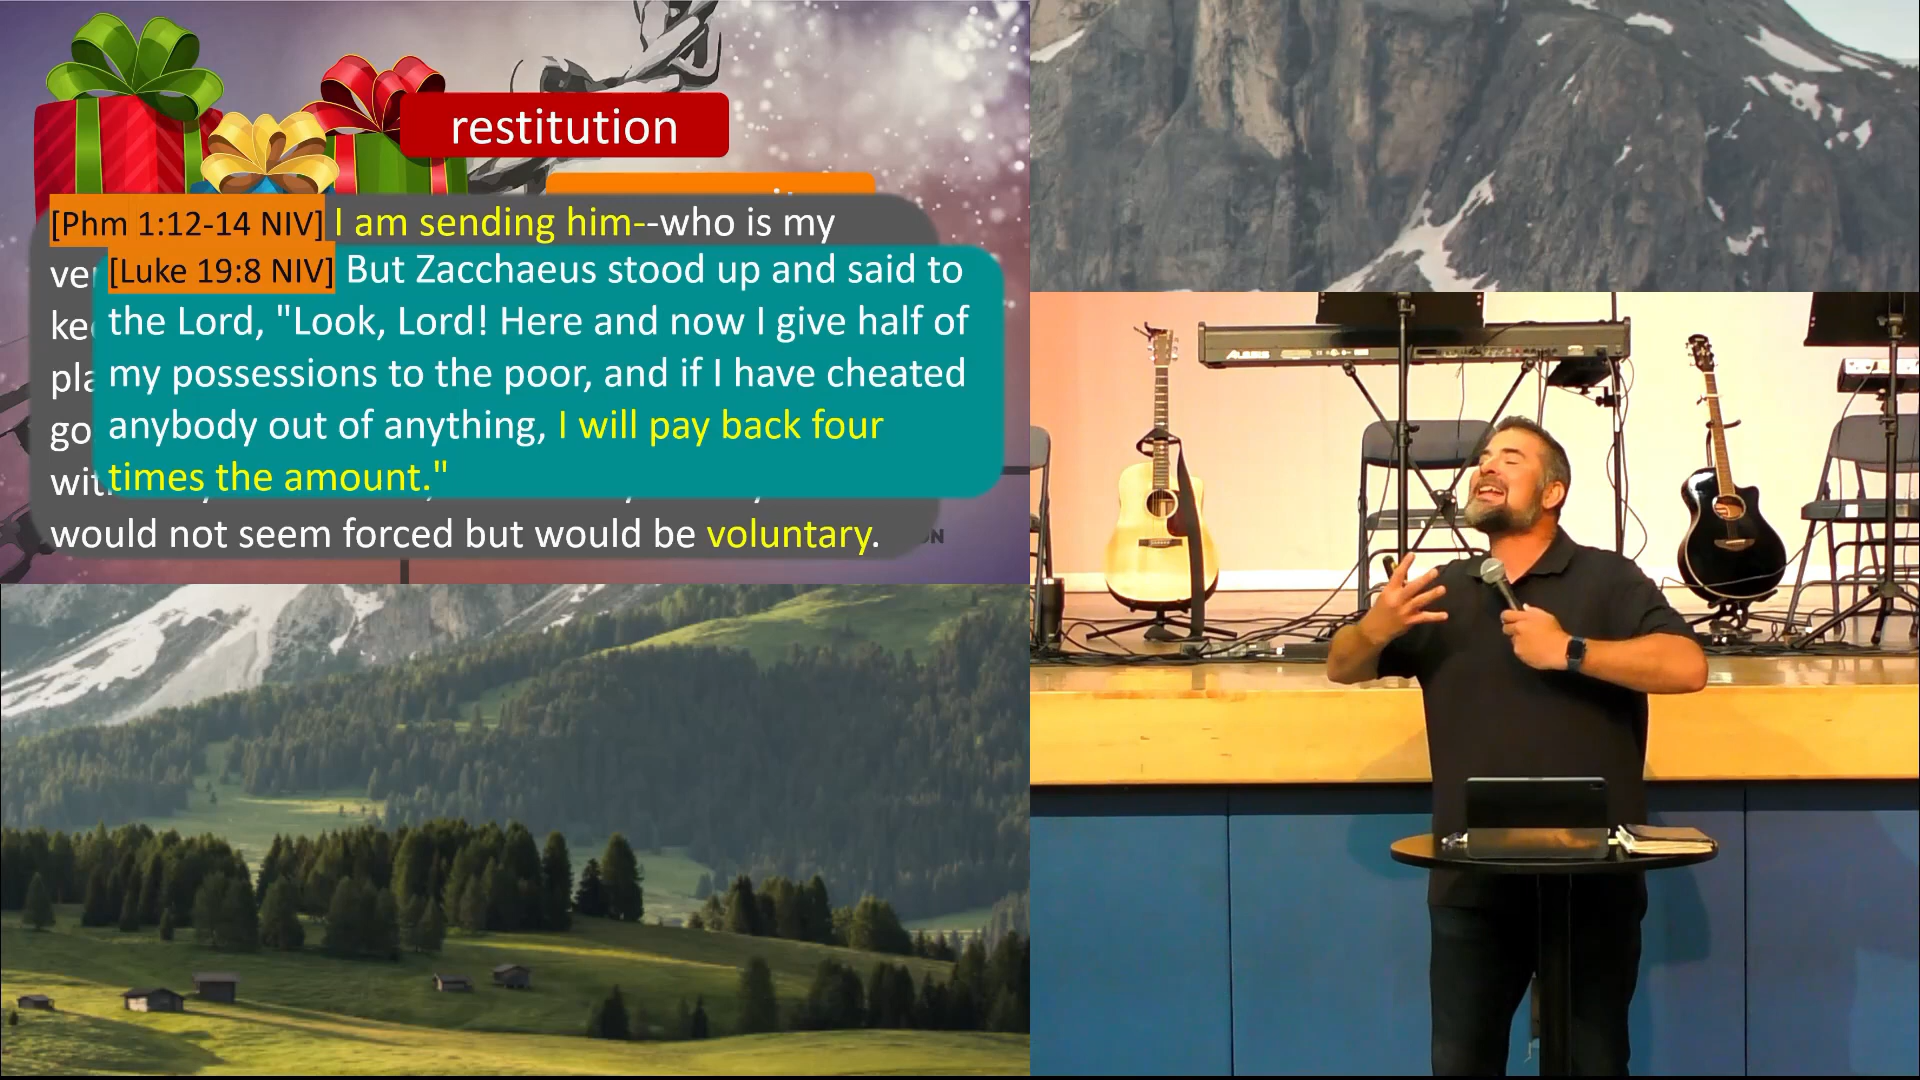 restitution
[Phm 1:12-14 NIV] I am sending him--who is my
[Luke 19:8 NIV] But Zacchaeus stood up and said to
the Lord, "Look, Lord! Here and now I give half of
my possessions to the poor, and if I have cheated
anybody out of anything, I will pay back four
times the amount."
would not seem forced but would be voluntary.
ALESIS